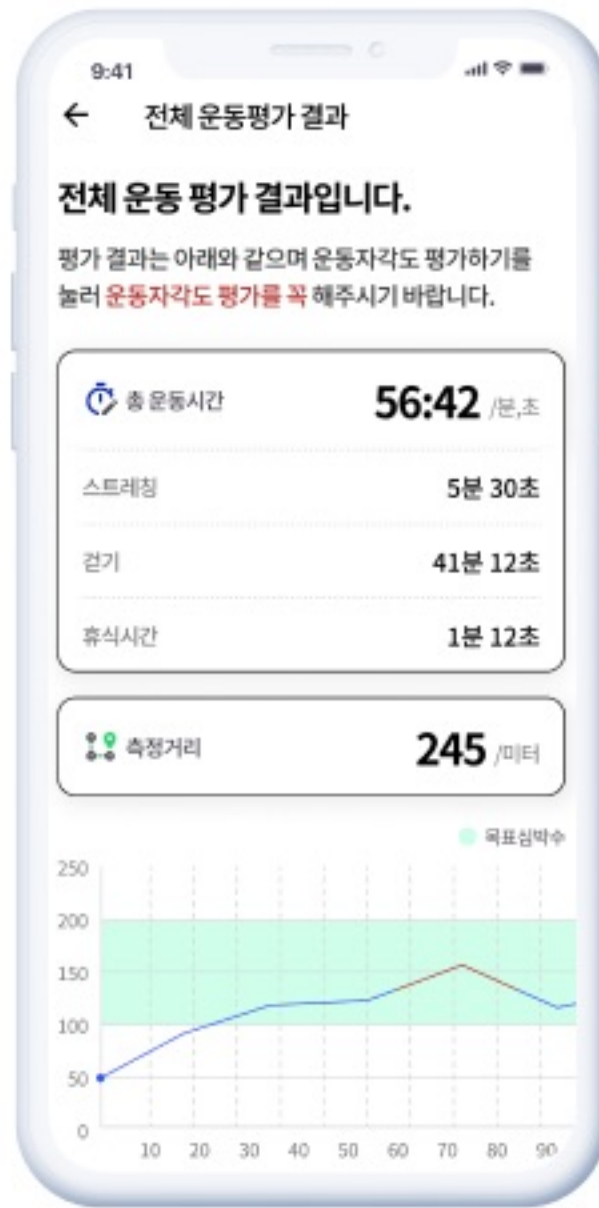 9:41
전체 운동평가 결과
전체 운동 평가 결과입니다.
평가 결과는 아래와 같으며 운동자각도 평가하기를
눌러 운동자각도 평가를 꼭 해주시기 바랍니다.
총 운동시간 56:42 /분,초
스트레칭 5분 30초
걷기 41분 12초
휴식시간 1분 12초
측정거리 245 /미터
목표심박수
250
200
150
100
50
0
10 20 30 40 50 60 70 80 90